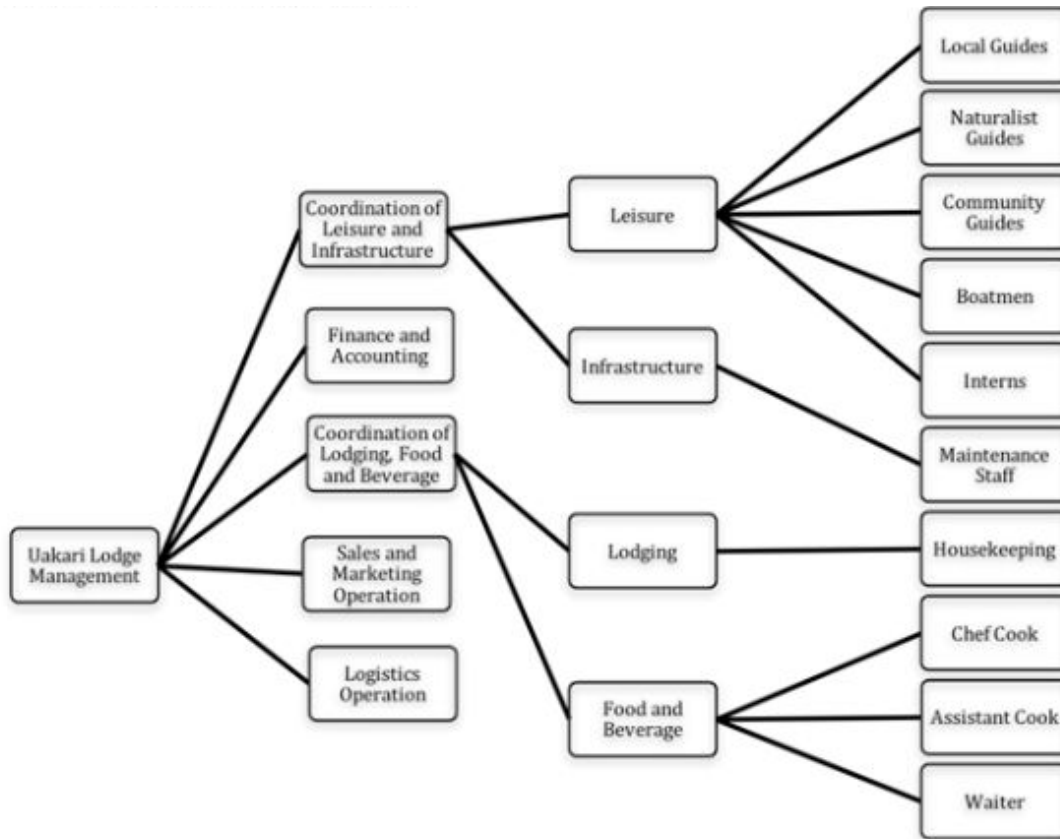 Local Guides
Naturalist
Guides
Coordination of
Leisure and
Infrastructure
Leisure
Community
Guides
Boatmen
Finance and
Accounting
Infrastructure
Interns
Coordination of
Lodging, Food
and Beverage
Maintenance
Staff
Uakari Lodge
Management
Sales and
Marketing
Operation
Lodging
Housekeeping
Chef Cook
Logistics
Operation
Food and
Beverage
Assistant Cook
Waiter